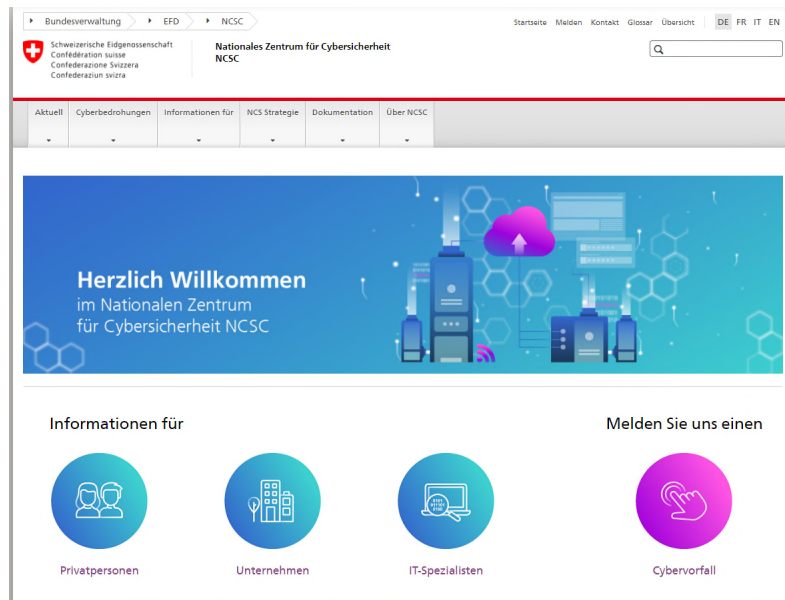 Bundesverwaltung EFD NCSC
Startseite Melden Kontakt Glossar Übersicht DE FR IT EN
Schweizerische Eidgenossenschaft
Confédération suisse
Confederazione Svizzera
Confederaziun svizra
Nationales Zentrum für Cybersicherheit
NCSC
Aktuell Cyberbedrohungen Informationen für NCS Strategie Dokumentation Über NCSC
Herzlich Willkommen
im Nationalen Zentrum
für Cybersicherheit NCSC
Informationen für
Melden Sie uns einen
Privatpersonen
Unternehmen
IT-Spezialisten
Cybervorfall